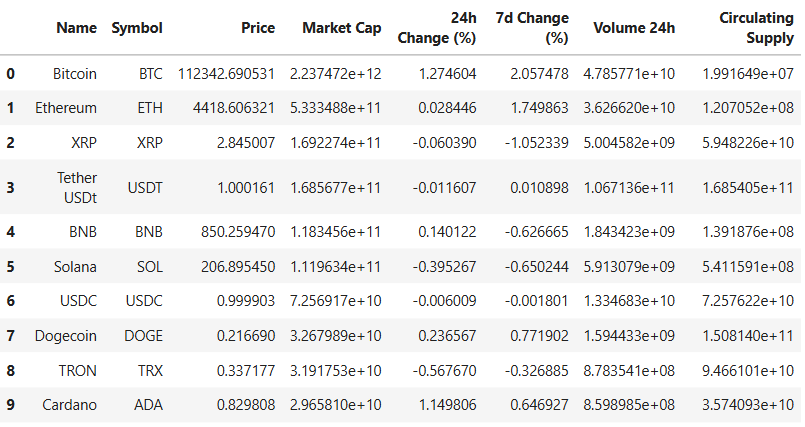 Name Symbol Price Market Cap 24h Change (%) 7d Change (%) Volume 24h Circulating Supply
0 Bitcoin BTC 112342.690531 2.237472e+12 1.274604 2.057478 4.785771e+10 1.991649e+07
1 Ethereum ETH 4418.606321 5.333488e+11 0.028446 1.749863 3.626620e+10 1.207052e+08
2 XRP XRP 2.845007 1.692274e+11 -0.060390 -1.052339 5.004582e+09 5.948226e+10
3 Tether USDt USDT 1.000161 1.685677e+11 -0.011607 0.010898 1.067136e+11 1.685405e+11
4 BNB BNB 850.259470 1.183456e+11 0.140122 -0.626665 1.843423e+09 1.391876e+08
5 Solana SOL 206.895450 1.119634e+11 -0.395267 -0.650244 5.913079e+09 5.411591e+08
6 USDC USDC 0.999903 7.256917e+10 -0.006009 -0.001801 1.334683e+10 7.257622e+10
7 Dogecoin DOGE 0.216690 3.267989e+10 0.236567 0.771902 1.594433e+09 1.508140e+11
8 TRON TRX 0.337177 3.191753e+10 -0.567670 -0.326885 8.783541e+08 9.466101e+10
9 Cardano ADA 0.829808 2.965810e+10 1.149806 0.646927 8.598985e+08 3.574093e+10